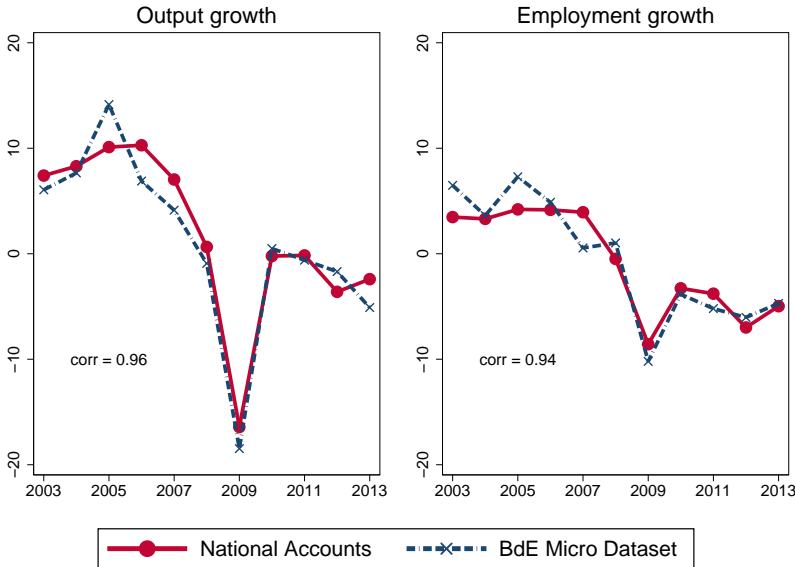 Output growth
20
10
0
−10
−20
corr = 0.96
2003 2005 2007 2009 2011 2013
Employment growth
20
10
0
−10
−20
corr = 0.94
2003 2005 2007 2009 2011 2013
National Accounts BdE Micro Dataset